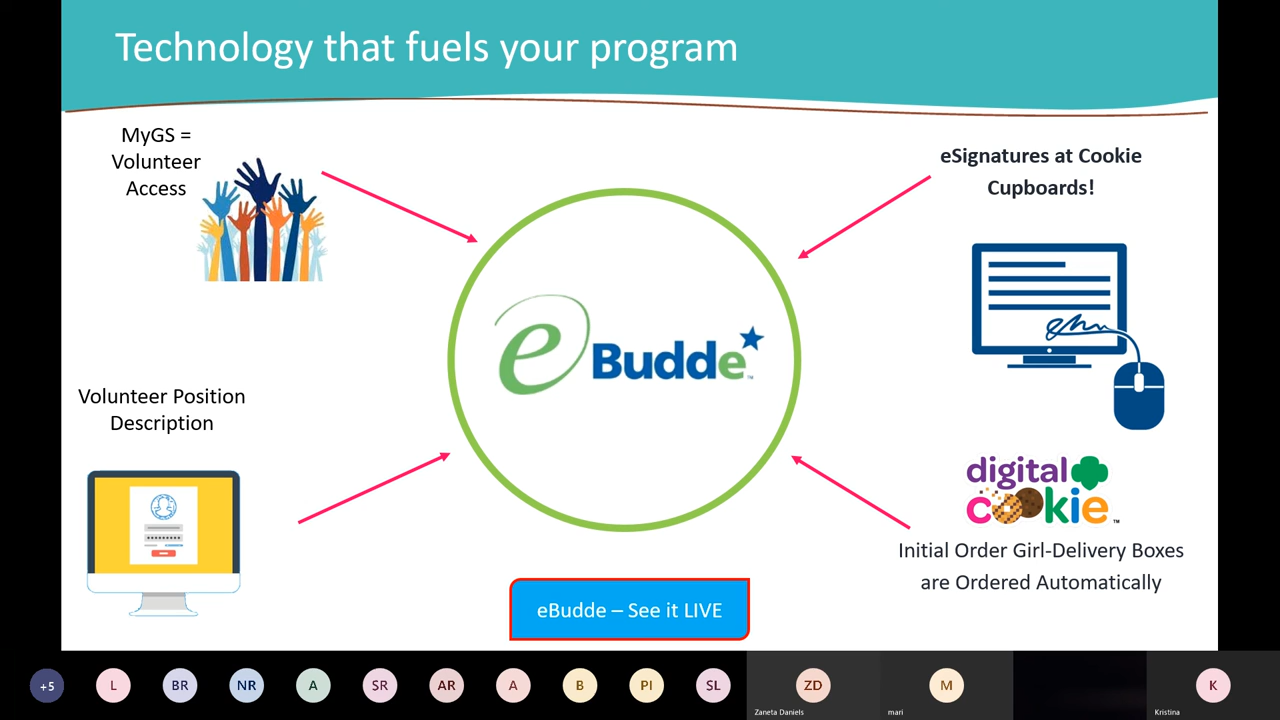 Technology that fuels your program
MyGS =
Volunteer
Access
eSignatures at Cookie
Cupboards!
eBudde™
Volunteer Position
Description
digital
cookie™
Initial Order Girl-Delivery Boxes
are Ordered Automatically
eBudde – See it LIVE
+5
L
BR
NR
A
SR
AR
A
B
PI
SL
ZD
M
K
Zaneta Daniels
mari
Kristina